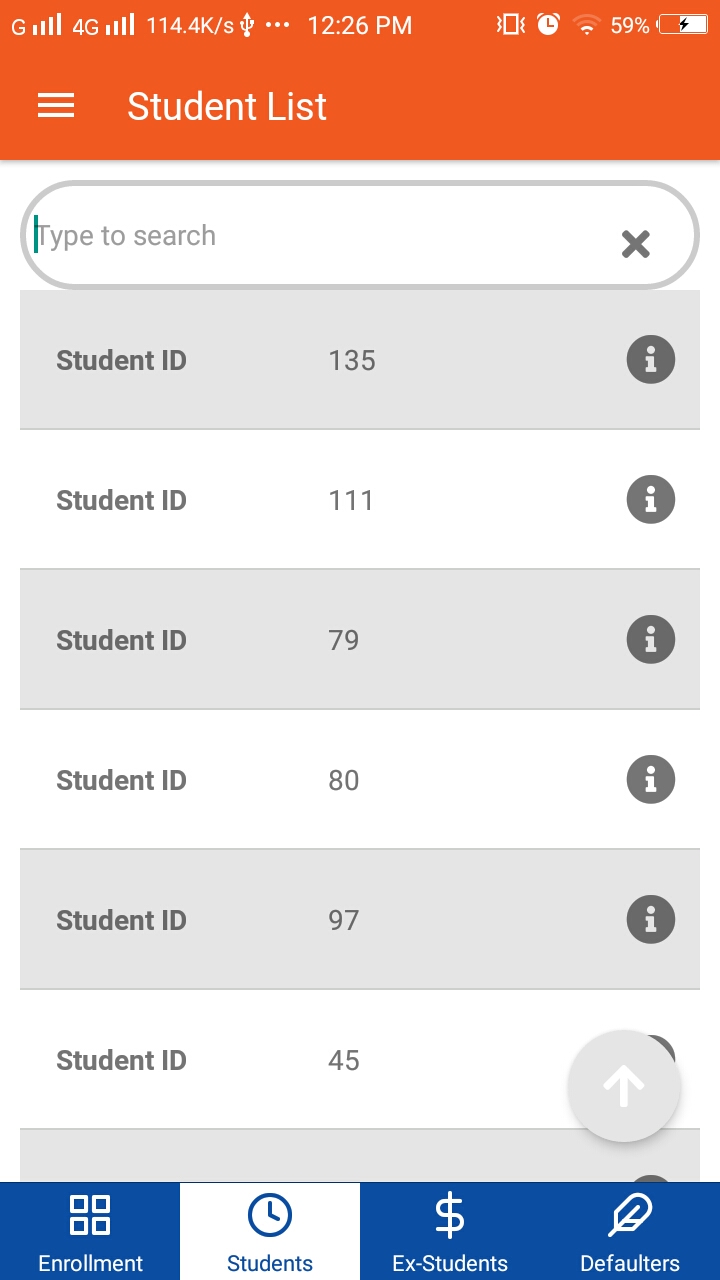 G 4G 114.4K/s ••• 12:26 PM 59%
Student List
Type to search
Student ID 135
Student ID 111
Student ID 79
Student ID 80
Student ID 97
Student ID 45
Enrollment Students Ex-Students Defaulters